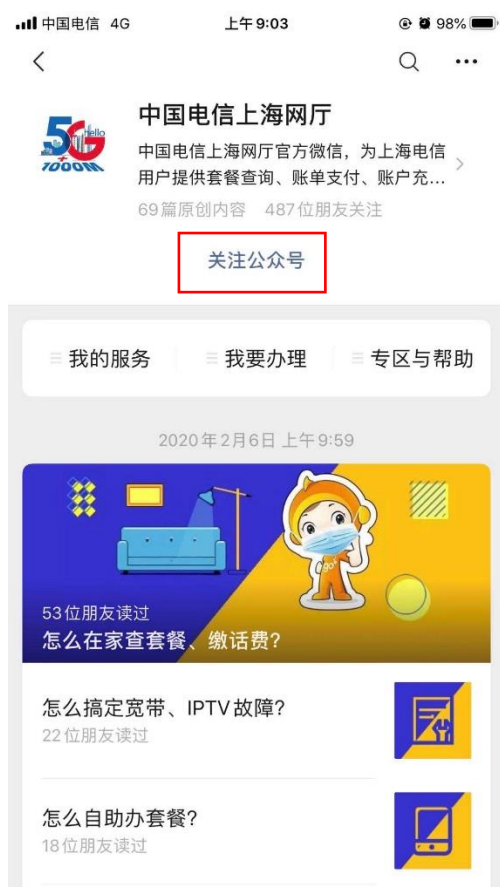 中国电信 4G 上午9:03 98%
中国电信上海网厅
中国电信上海网厅官方微信，为上海电信
用户提供套餐查询、账单支付、账户充...
69篇原创内容 487位朋友关注
5G hello
+
1000M
关注公众号
我的服务 我要办理 专区与帮助
2020年2月6日 上午9:59
go
53位朋友读过
怎么在家查套餐、缴话费?
怎么搞定宽带、IPTV故障?
22位朋友读过
怎么自助办套餐?
18位朋友读过